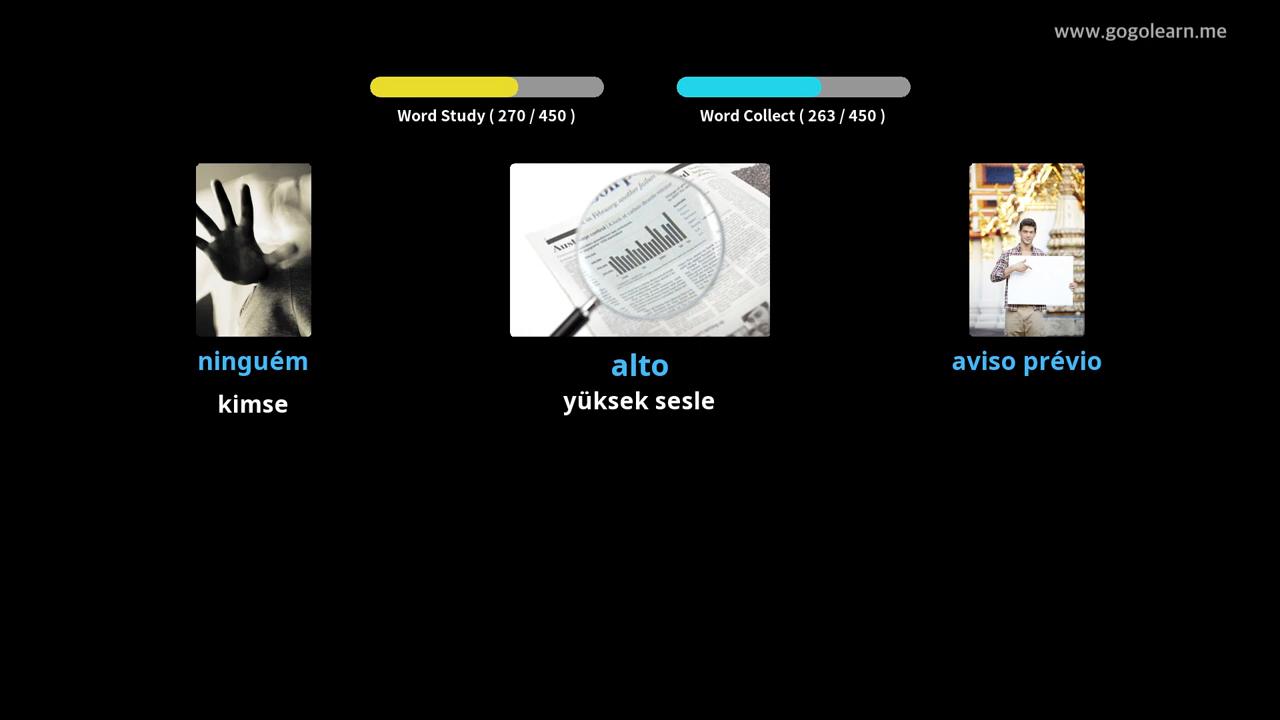 www.gogolearn.me
Word Study ( 270 / 450 )
Word Collect ( 263 / 450 )
ninguém
kimse
alto
yüksek sesle
aviso prévio